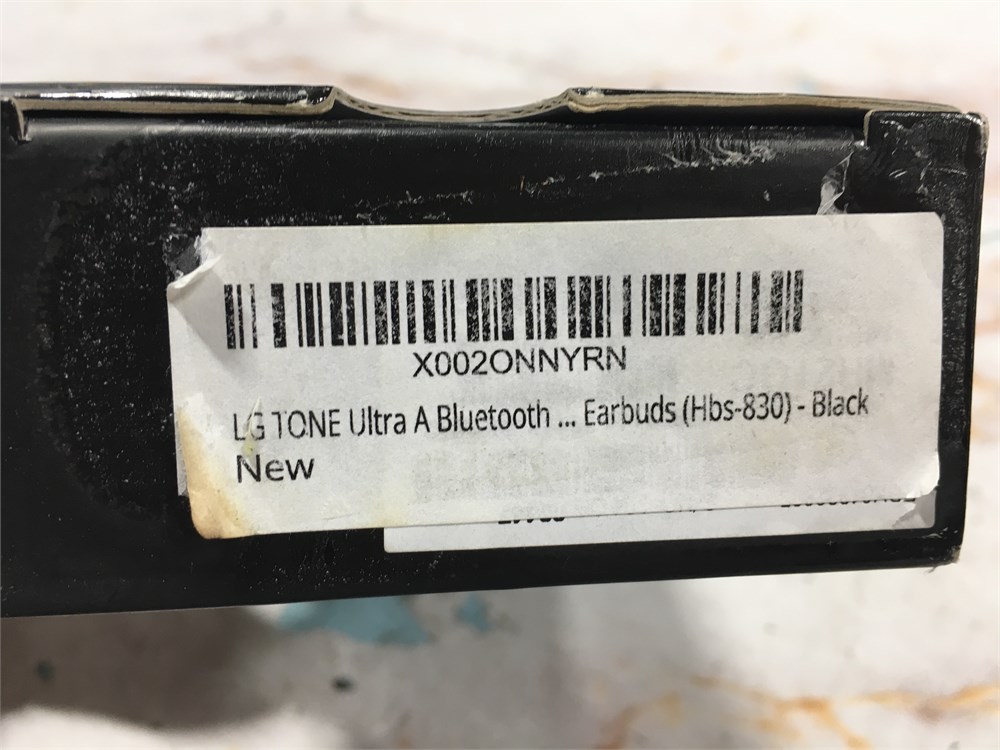 X002ONNYRN
LG TONE Ultra A Bluetooth ... Earbuds (Hbs-830) - Black
New